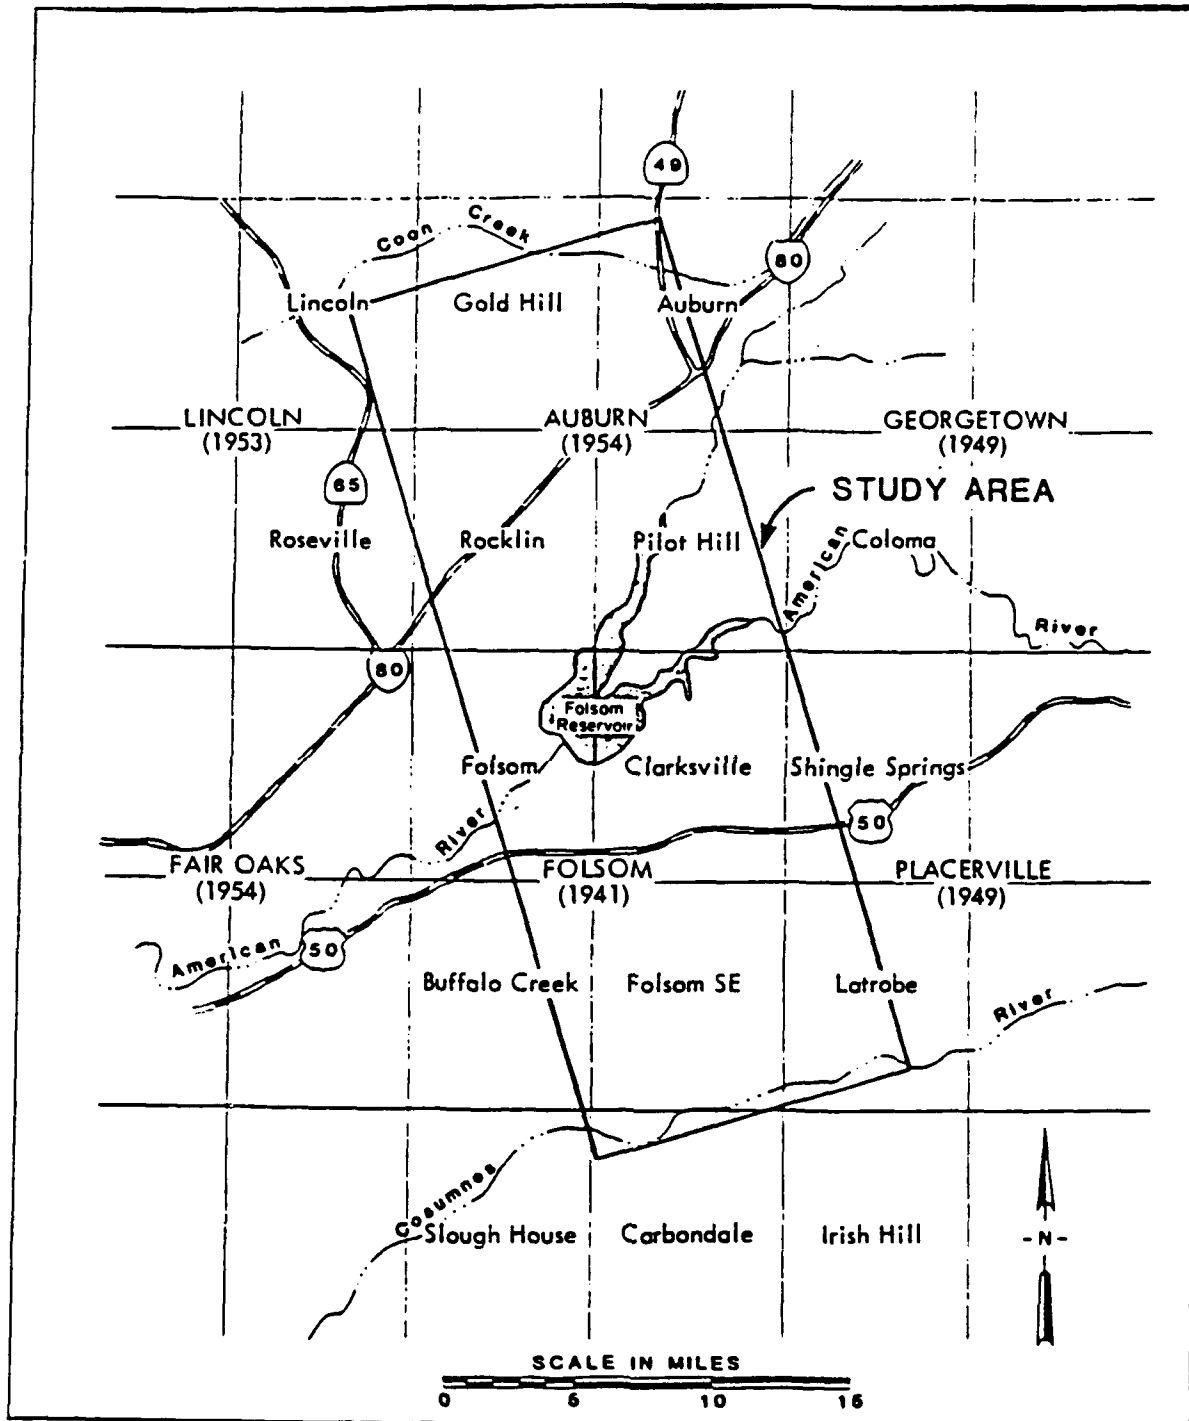 49
Coon Creek
80
Lincoln Gold Hill Auburn
LINCOLN AUBURN GEORGETOWN
(1953) (1954) (1949)
65
STUDY AREA
Roseville Rocklin Pilot Hill Coloma
American River
80
Folsom
Reservoir
Folsom Clarksville Shingle Springs
50
River
FAIR OAKS FOLSOM PLACERVILLE
(1954) (1941) (1949)
American
50
Buffalo Creek Folsom SE Latrobe
River
Cosumnes
Slough House Carbondale Irish Hill
-N-
SCALE IN MILES
0 5 10 15